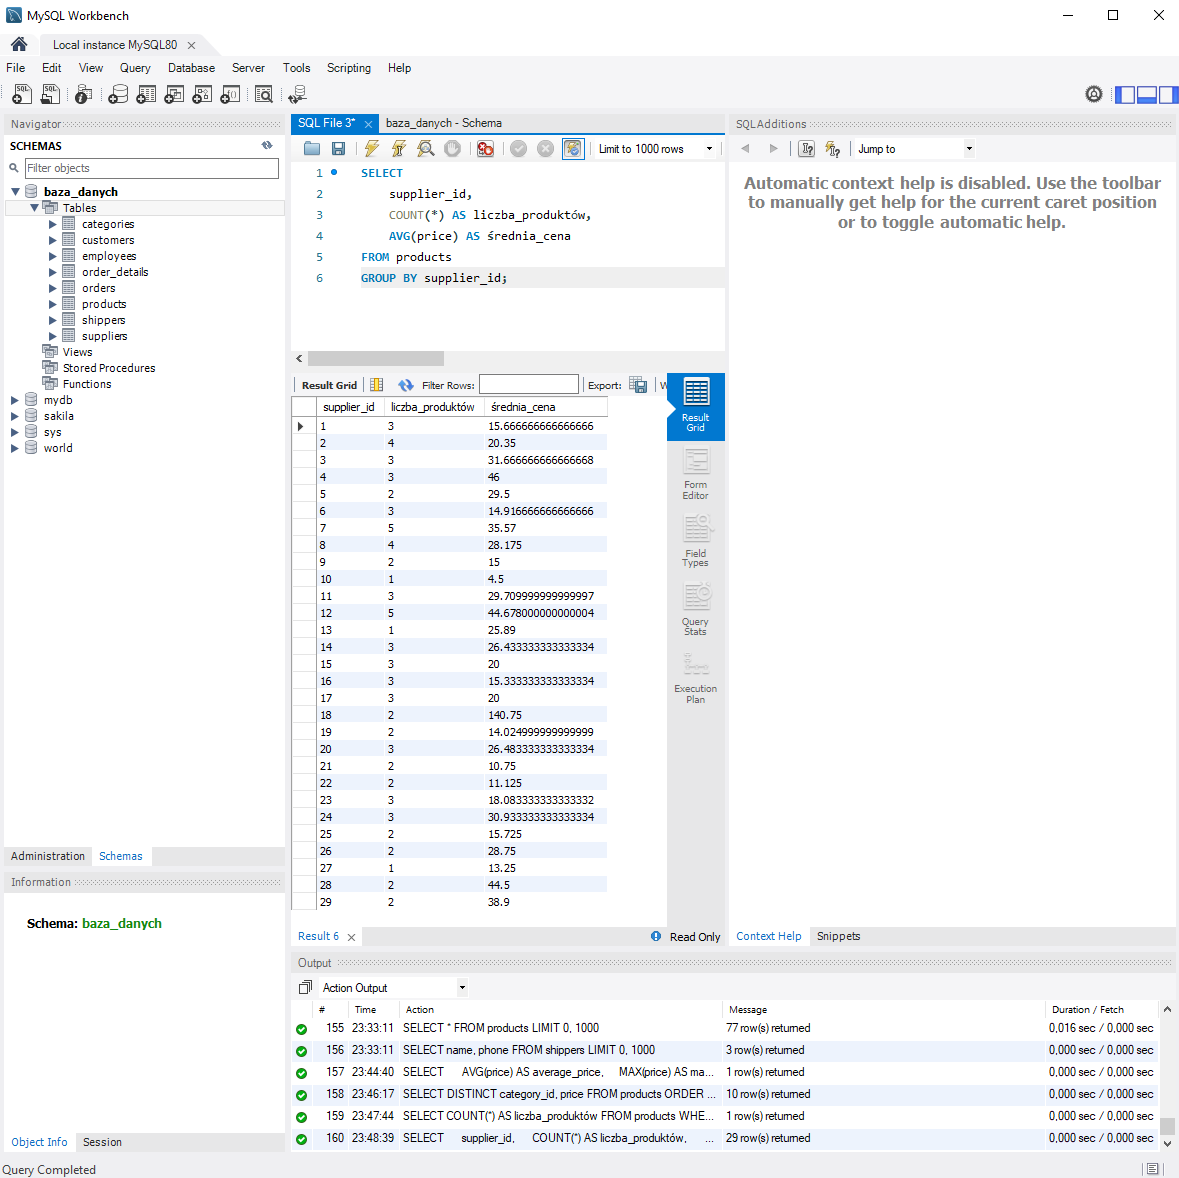 MySQL Workbench
Local instance MySQL80
File Edit View Query Database Server Tools Scripting Help
Navigator
SCHEMAS
Filter objects
baza_danych
Tables
categories
customers
employees
order_details
orders
products
shippers
suppliers
Views
Stored Procedures
Functions
mydb
sakila
sys
world
Administration Schemas
Information
Schema: baza_danych
Object Info Session
SQL File 3* baza_danych - Schema
Limit to 1000 rows
1 SELECT
2 supplier_id,
3 COUNT(*) AS liczba_produktów,
4 AVG(price) AS średnia_cena
5 FROM products
6 GROUP BY supplier_id;
Result Grid Filter Rows: Export: W
supplier_id liczba_produktów średnia_cena
1 3 15.666666666666666
2 4 20.35
3 3 31.666666666666668
4 3 46
5 2 29.5
6 3 14.916666666666666
7 5 35.57
8 4 28.175
9 2 15
10 1 4.5
11 3 29.709999999999997
12 5 44.678000000000004
13 1 25.89
14 3 26.433333333333334
15 3 20
16 3 15.333333333333334
17 3 20
18 2 140.75
19 2 14.024999999999999
20 3 26.483333333333334
21 2 10.75
22 2 11.125
23 3 18.083333333333332
24 3 30.933333333333334
25 2 15.725
26 2 28.75
27 1 13.25
28 2 44.5
29 2 38.9
Result Grid
Form Editor
Field Types
Query Stats
Execution Plan
Result 6 Read Only
SQLAdditions
Jump to
Automatic context help is disabled. Use the toolbar
to manually get help for the current caret position
or to toggle automatic help.
Context Help Snippets
Output
Action Output
# Time Action Message Duration / Fetch
155 23:33:11 SELECT * FROM products LIMIT 0, 1000 77 row(s) returned 0,016 sec / 0,000 sec
156 23:33:11 SELECT name, phone FROM shippers LIMIT 0, 1000 3 row(s) returned 0,000 sec / 0,000 sec
157 23:44:40 SELECT AVG(price) AS average_price, MAX(price) AS ma... 1 row(s) returned 0,000 sec / 0,000 sec
158 23:46:17 SELECT DISTINCT category_id, price FROM products ORDER ... 10 row(s) returned 0,000 sec / 0,000 sec
159 23:47:44 SELECT COUNT(*) AS liczba_produktów FROM products WHE... 1 row(s) returned 0,000 sec / 0,000 sec
160 23:48:39 SELECT supplier_id, COUNT(*) AS liczba_produktów, ... 29 row(s) returned 0,000 sec / 0,000 sec
Query Completed